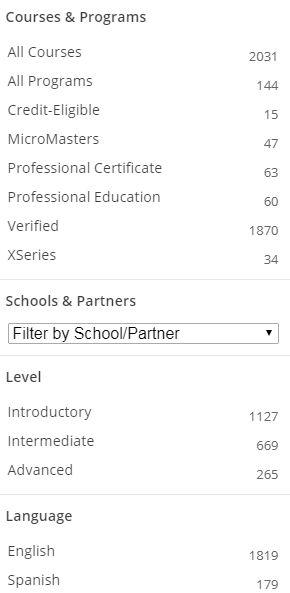 Courses & Programs
All Courses 2031
All Programs 144
Credit-Eligible 15
MicroMasters 47
Professional Certificate 63
Professional Education 60
Verified 1870
XSeries 34
Schools & Partners
Filter by School/Partner
Level
Introductory 1127
Intermediate 669
Advanced 265
Language
English 1819
Spanish 179